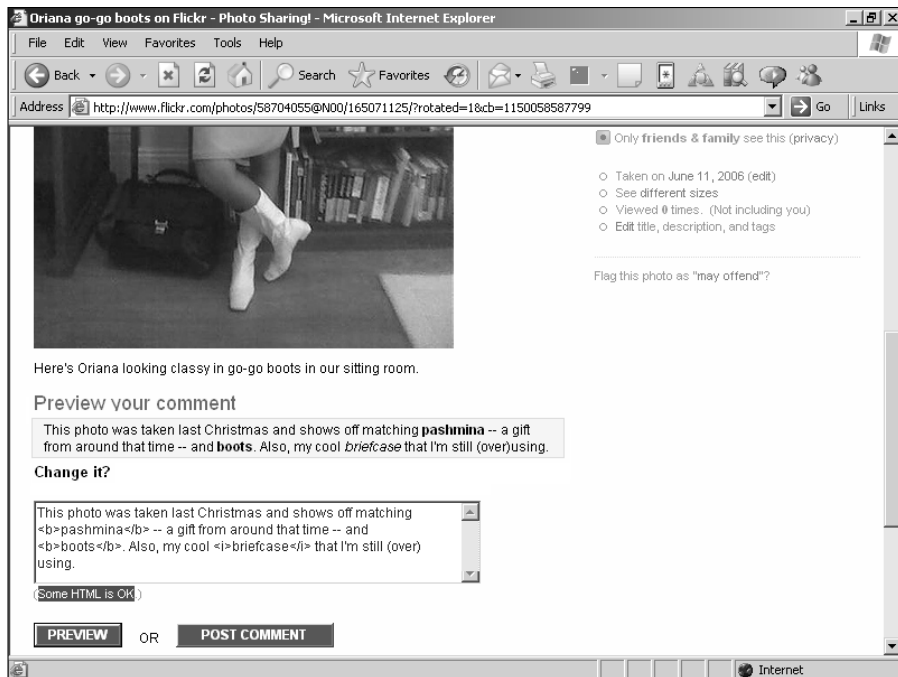 Oriana go-go boots on Flickr - Photo Sharing! - Microsoft Internet Explorer
File Edit View Favorites Tools Help
Back Search Favorites
Address http://www.flickr.com/photos/58704055@N00/165071125/?rotated=1&cb=1150058587799 Go Links
Only friends & family see this (privacy)
Taken on June 11, 2006 (edit)
See different sizes
Viewed 0 times. (Not including you)
Edit title, description, and tags
Flag this photo as "may offend"?
Here's Oriana looking classy in go-go boots in our sitting room.
Preview your comment
This photo was taken last Christmas and shows off matching pashmina -- a gift
from around that time -- and boots. Also, my cool briefcase that I'm still (over)using.
Change it?
This photo was taken last Christmas and shows off matching
<b>pashmina</b> -- a gift from around that time -- and
<b>boots</b>. Also, my cool <i>briefcase</i> that I'm still (over)
using.
(Some HTML is OK)
PREVIEW OR POST COMMENT
Internet